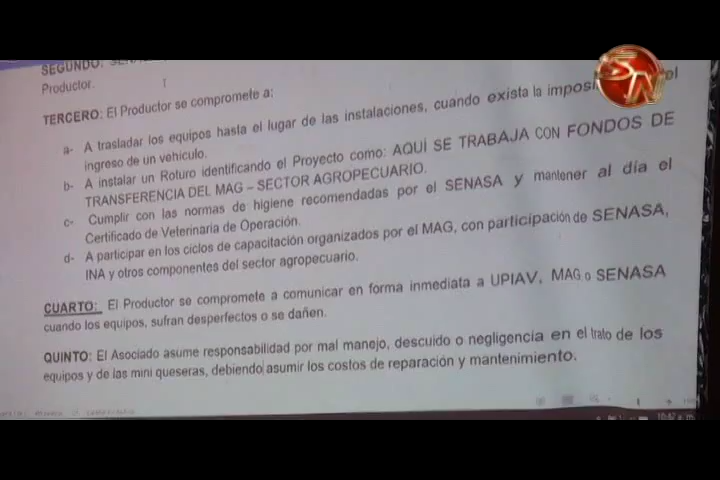 SEGUNDO:
Productor.
TERCERO: El Productor se compromete a:
a- A trasladar los equipos hasta el lugar de las instalaciones, cuando exista la el
ingreso de un vehículo.
b- A instalar un Roturo identificando el Proyecto como: AQUÍ SE TRABAJA CON FONDOS DE
TRANSFERENCIA DEL MAG – SECTOR AGROPECUARIO.
c- Cumplir con las normas de higiene recomendadas por el SENASA y mantener al día el
Certificado de Veterinaria de Operación.
d- A participar en los ciclos de capacitación organizados por el MAG, con participación de SENASA,
INA y otros componentes del sector agropecuario.
CUARTO: El Productor se compromete a comunicar en forma inmediata a UPIAV, MAG o SENASA
cuando los equipos, sufran desperfectos o se dañen.
QUINTO: El Asociado asume responsabilidad por mal manejo, descuido o negligencia en el trato de los
equipos y de las mini queseras, debiendo asumir los costos de reparación y mantenimiento.
SN